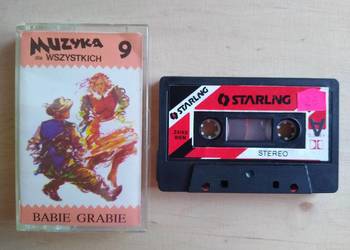 MUZYKA 9
dla WSZYSTKICH
BABIE GRABIE
STARLING
STARLING
STEREO